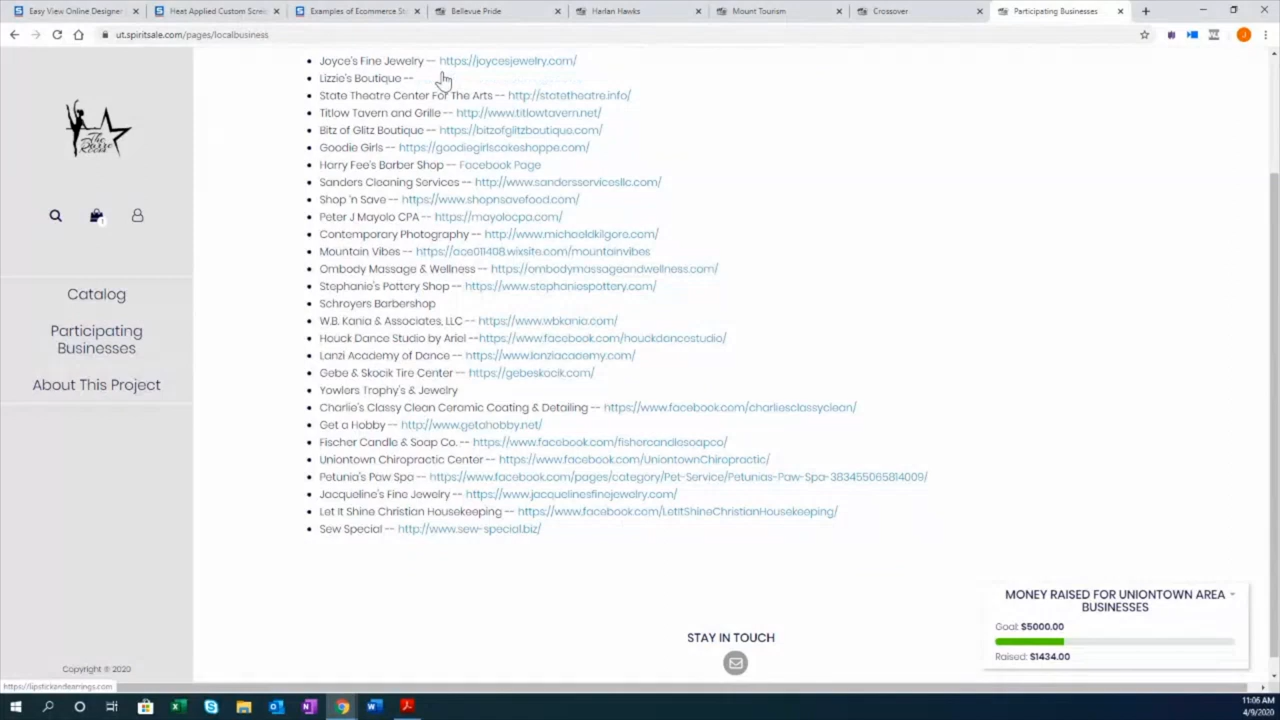 Easy View Online Designer
Heat Applied Custom Scree
Examples of Ecommerce St
Bellevue Pride
Harlan Hawks
Mount Tourism
Crossover
Participating Businesses
ut.spiritsale.com/pages/localbusiness
J
The
1
Catalog
Participating
Businesses
About This Project
Copyright © 2020
Joyce's Fine Jewelry -- https://joycesjewelry.com/
Lizzie's Boutique --
State Theatre Center For The Arts -- http://statetheatre.info/
Titlow Tavern and Grille -- http://www.titlowtavern.net/
Bitz of Glitz Boutique -- https://bitzofglitzboutique.com/
Goodie Girls -- https://goodiegirlscakeshoppe.com/
Harry Fee's Barber Shop -- Facebook Page
Sanders Cleaning Services -- http://www.sandersservicesllc.com/
Shop 'n Save -- https://www.shopnsavefood.com/
Peter J Mayolo CPA -- https://mayolocpa.com/
Contemporary Photography -- http://www.michaeldkilgore.com/
Mountain Vibes -- https://ace011408.wixsite.com/mountainvibes
Ombody Massage & Wellness -- https://ombodymassageandwellness.com/
Stephanie's Pottery Shop -- https://www.stephaniespottery.com/
Schroyers Barbershop
W.B. Kania & Associates, LLC -- https://www.wbkania.com/
Houck Dance Studio by Ariel --https://www.facebook.com/houckdancestudio/
Lanzi Academy of Dance -- https://www.lanziacademy.com/
Gebe & Skocik Tire Center -- https://gebeskocik.com/
Yowlers Trophy's & Jewelry
Charlie's Classy Clean Ceramic Coating & Detailing -- https://www.facebook.com/charliesclassyclean/
Get a Hobby -- http://www.getahobby.net/
Fischer Candle & Soap Co. -- https://www.facebook.com/fishercandlesoapco/
Uniontown Chiropractic Center -- https://www.facebook.com/UniontownChiropractic/
Petunia's Paw Spa -- https://www.facebook.com/pages/category/Pet-Service/Petunias-Paw-Spa-383455065814009/
Jacqueline's Fine Jewelry -- https://www.jacquelinesfinejewelry.com/
Let It Shine Christian Housekeeping -- https://www.facebook.com/LetItShineChristianHousekeeping/
Sew Special -- http://www.sew-special.biz/
MONEY RAISED FOR UNIONTOWN AREA
BUSINESSES
Goal: $5000.00
Raised: $1434.00
STAY IN TOUCH
https://lipstickandearrings.com
11:06 AM
4/9/2020